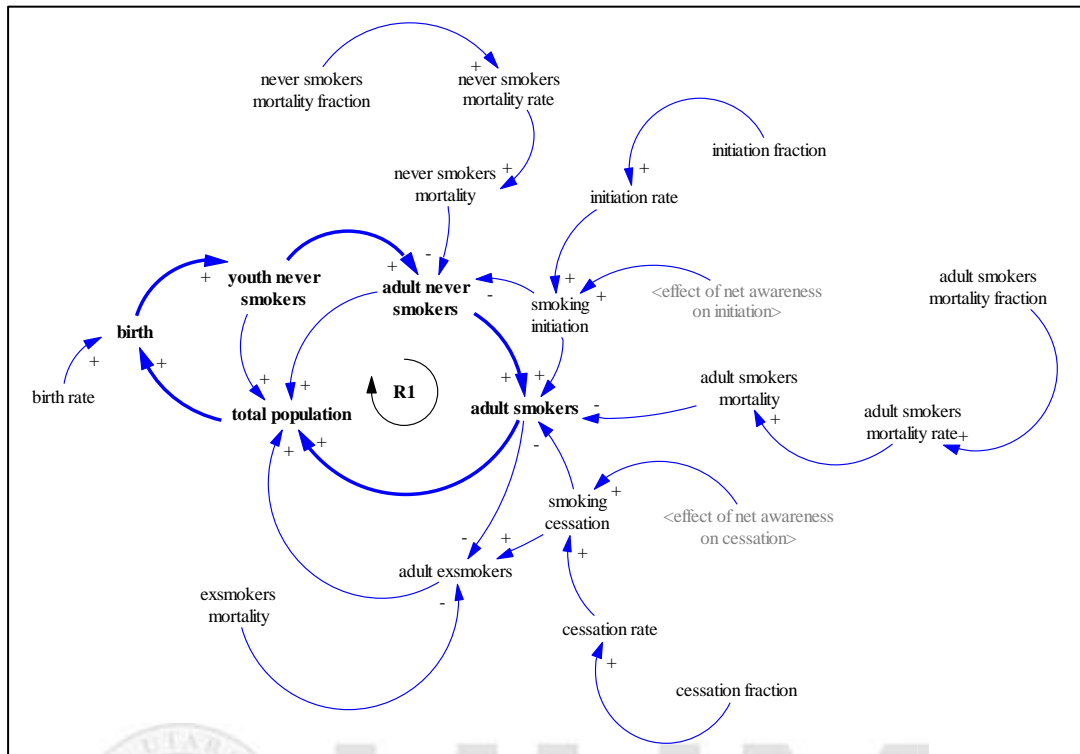 never smokers
mortality fraction
+
never smokers
mortality rate
initiation fraction
+
never smokers
mortality
+
initiation rate
youth never
smokers
+
+
-
adult never
smokers
-
+
smoking
initiation
+
<effect of net awareness
on initiation>
adult smokers
mortality fraction
birth
+
+
birth rate
+
+
total population
R1
+
+
adult smokers
-
adult smokers
mortality
+
adult smokers
mortality rate
+
+
+
-
smoking
cessation
+
<effect of net awareness
on cessation>
-
+
adult exsmokers
+
exsmokers
mortality
-
cessation rate
+
cessation fraction
UTAR